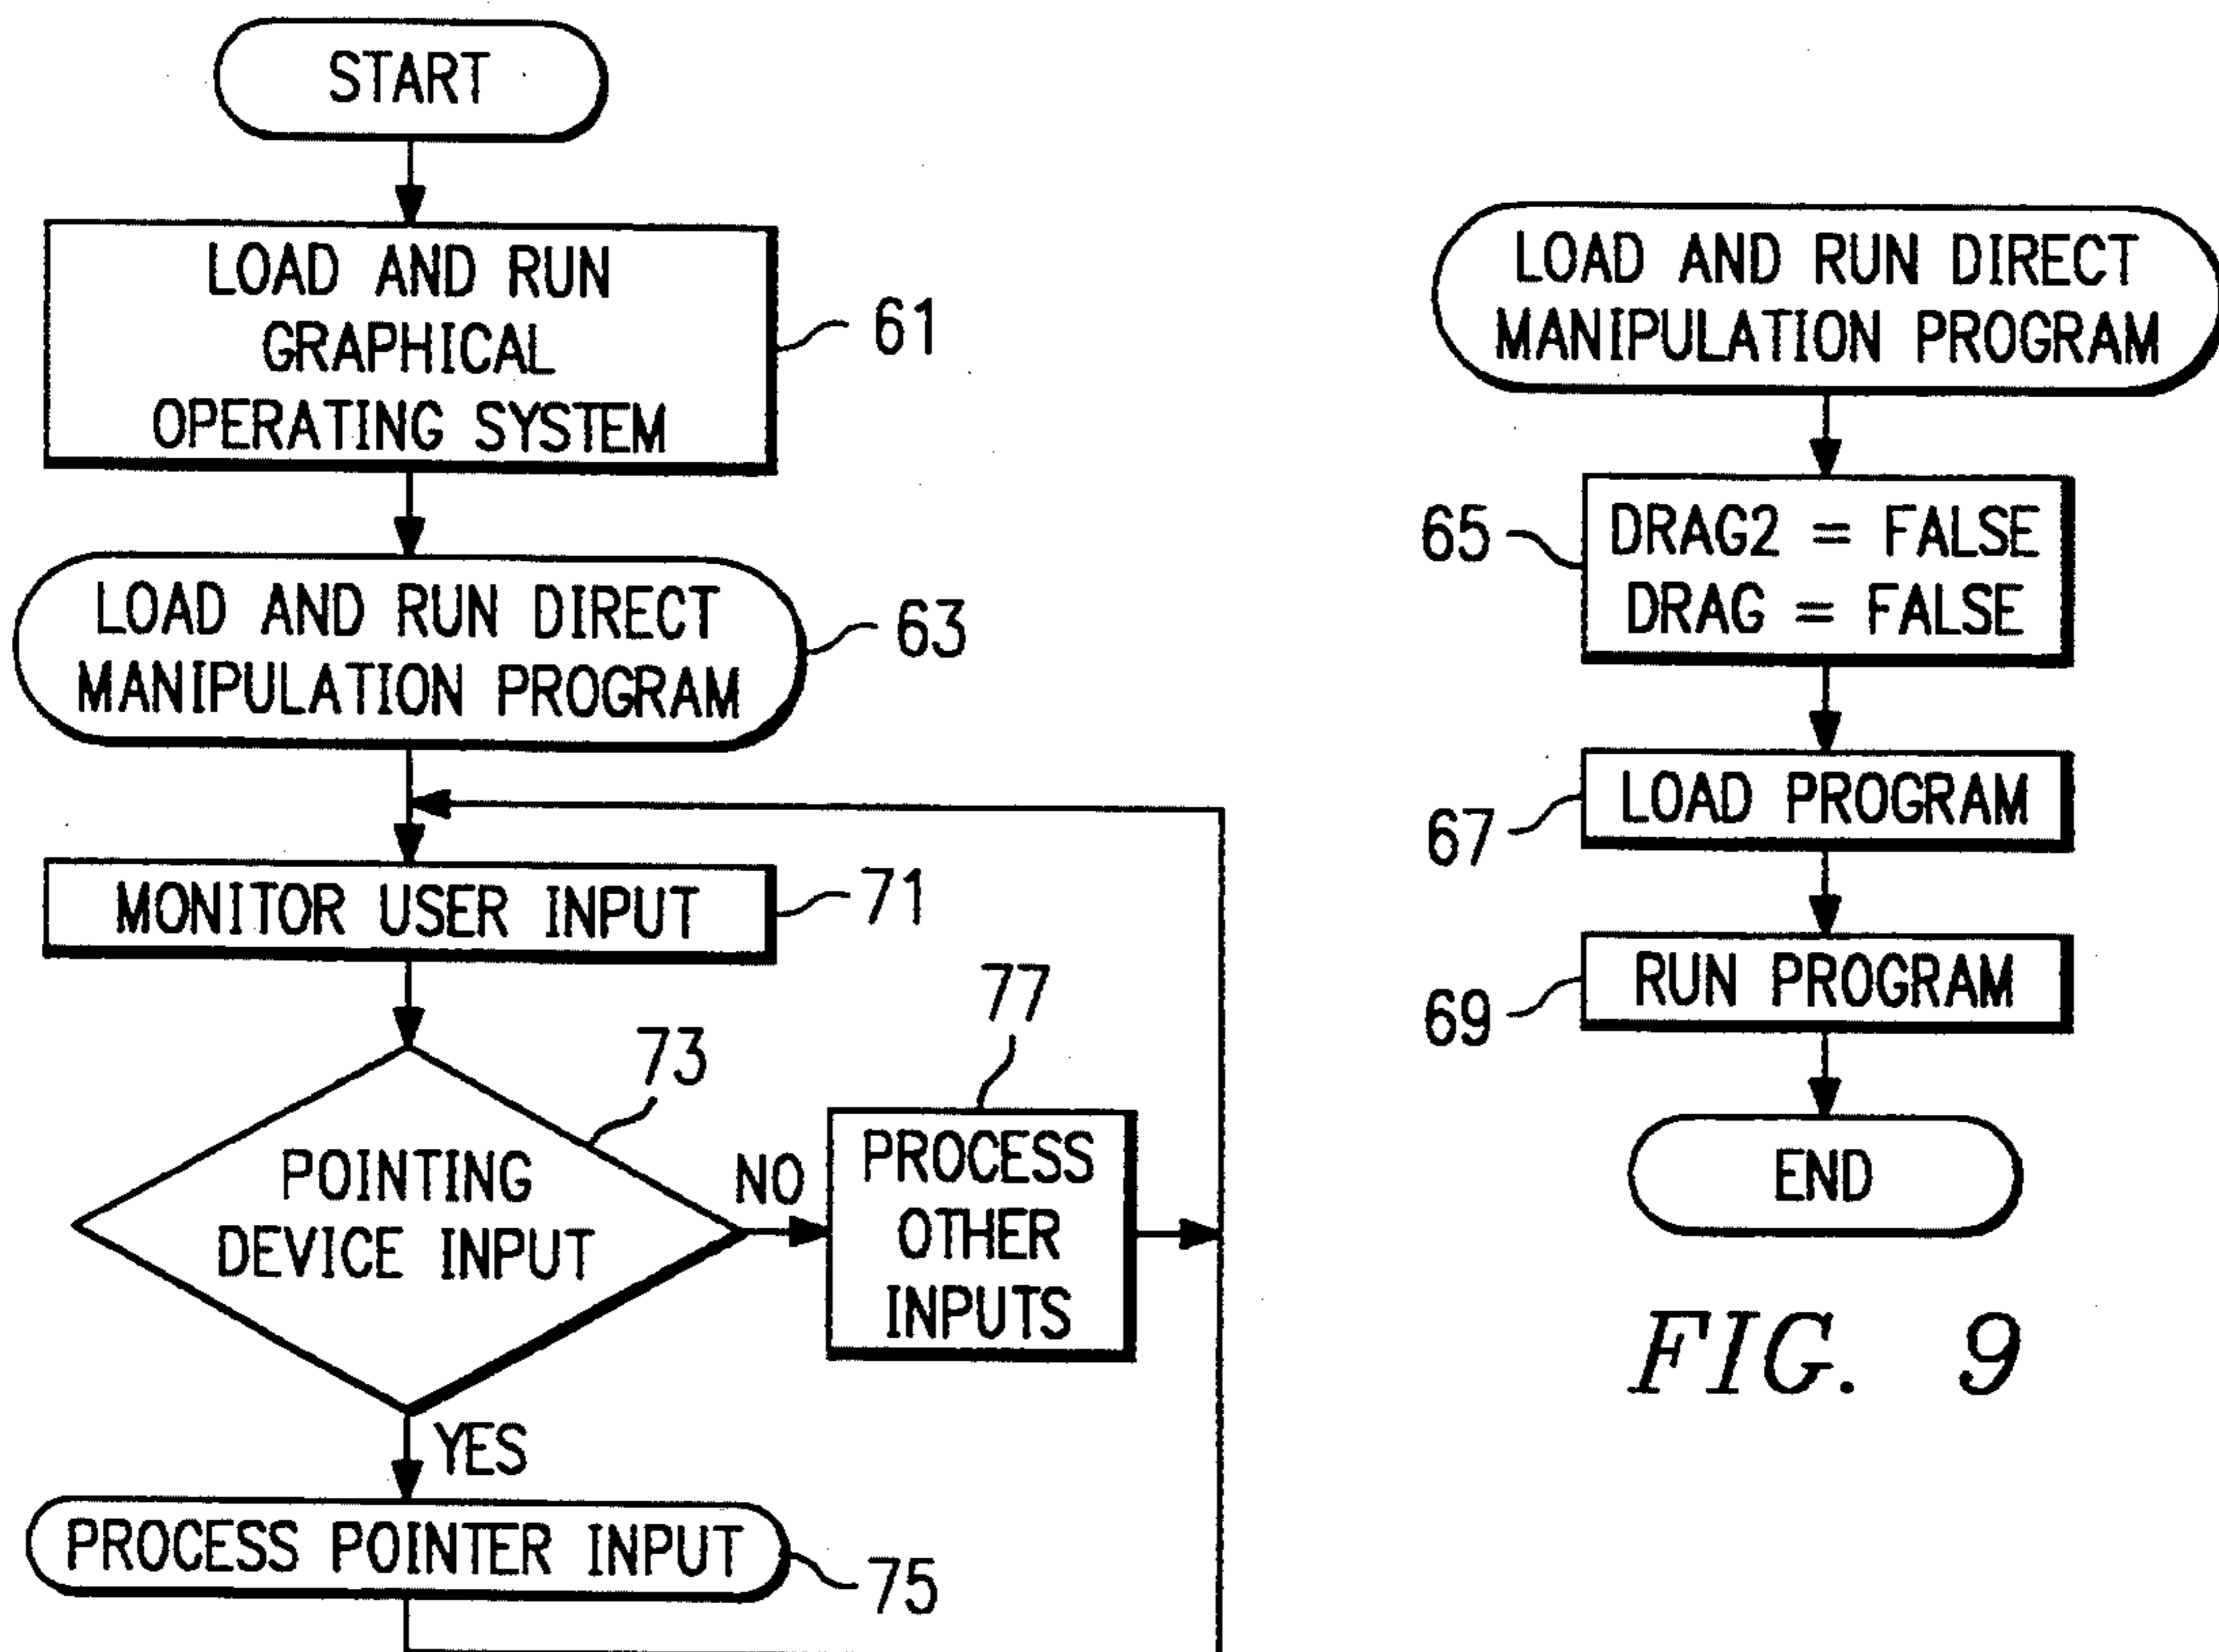 START
LOAD AND RUN
GRAPHICAL
OPERATING SYSTEM
61
LOAD AND RUN DIRECT
MANIPULATION PROGRAM
63
MONITOR USER INPUT
71
POINTING
DEVICE INPUT
73
NO
PROCESS
OTHER
INPUTS
77
YES
PROCESS POINTER INPUT
75
LOAD AND RUN DIRECT
MANIPULATION PROGRAM
65
DRAG2 = FALSE
DRAG = FALSE
LOAD PROGRAM
67
RUN PROGRAM
69
END
FIG. 9